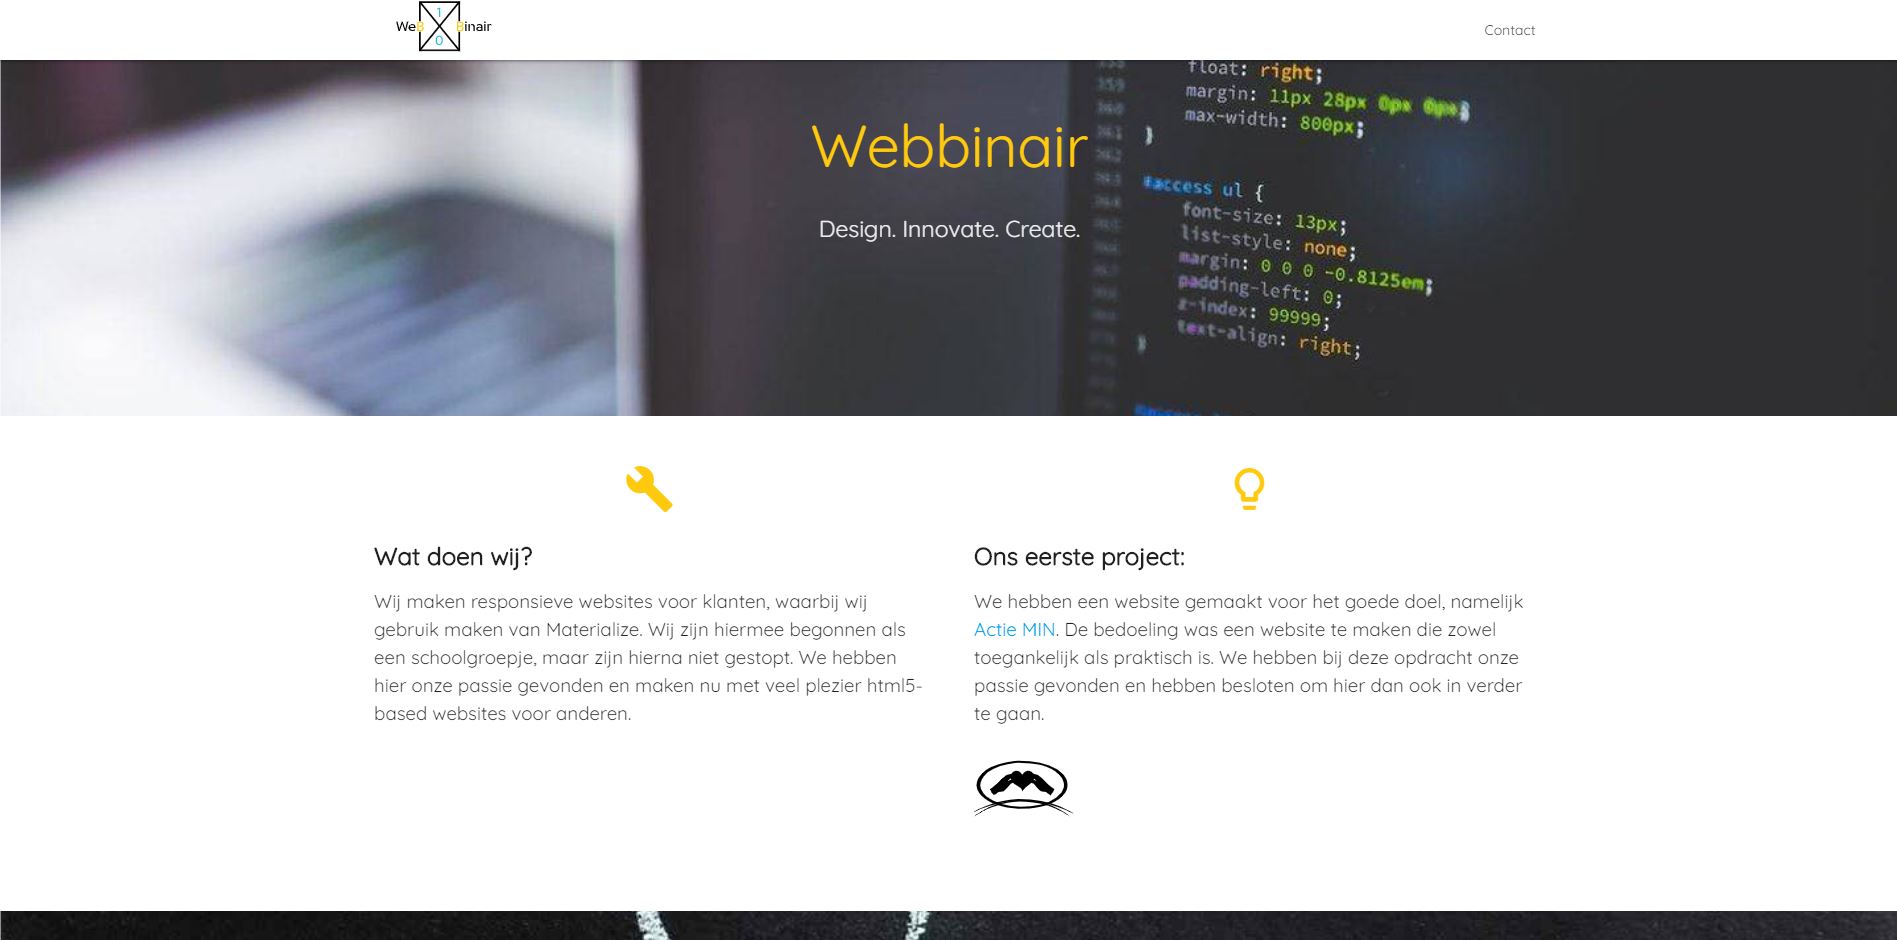 WeB 1 Binair
0
Contact
Webbinair
Design. Innovate. Create.
float: right;
margin: 11px 28px 0px 0px;
max-width: 800px;
}
#access ul {
font-size: 13px;
list-style: none;
margin: 0 0 0 -0.8125em;
padding-left: 0;
z-index: 99999;
text-align: right;
}
Wat doen wij?
Wij maken responsieve websites voor klanten, waarbij wij
gebruik maken van Materialize. Wij zijn hiermee begonnen als
een schoolgroepje, maar zijn hierna niet gestopt. We hebben
hier onze passie gevonden en maken nu met veel plezier html5-
based websites voor anderen.
Ons eerste project:
We hebben een website gemaakt voor het goede doel, namelijk
Actie MIN. De bedoeling was een website te maken die zowel
toegankelijk als praktisch is. We hebben bij deze opdracht onze
passie gevonden en hebben besloten om hier dan ook in verder
te gaan.